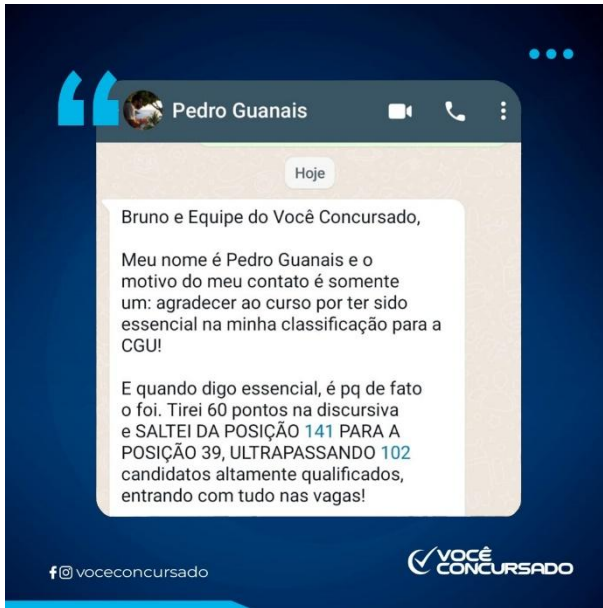 Pedro Guanais
Hoje
Bruno e Equipe do Você Concursado,
Meu nome é Pedro Guanais e o
motivo do meu contato é somente
um: agradecer ao curso por ter sido
essencial na minha classificação para a
CGU!
E quando digo essencial, é pq de fato
o foi. Tirei 60 pontos na discursiva
e SALTEI DA POSIÇÃO 141 PARA A
POSIÇÃO 39, ULTRAPASSANDO 102
candidatos altamente qualificados,
entrando com tudo nas vagas!
voceconcursado
VOCÊ
CONCURSADO